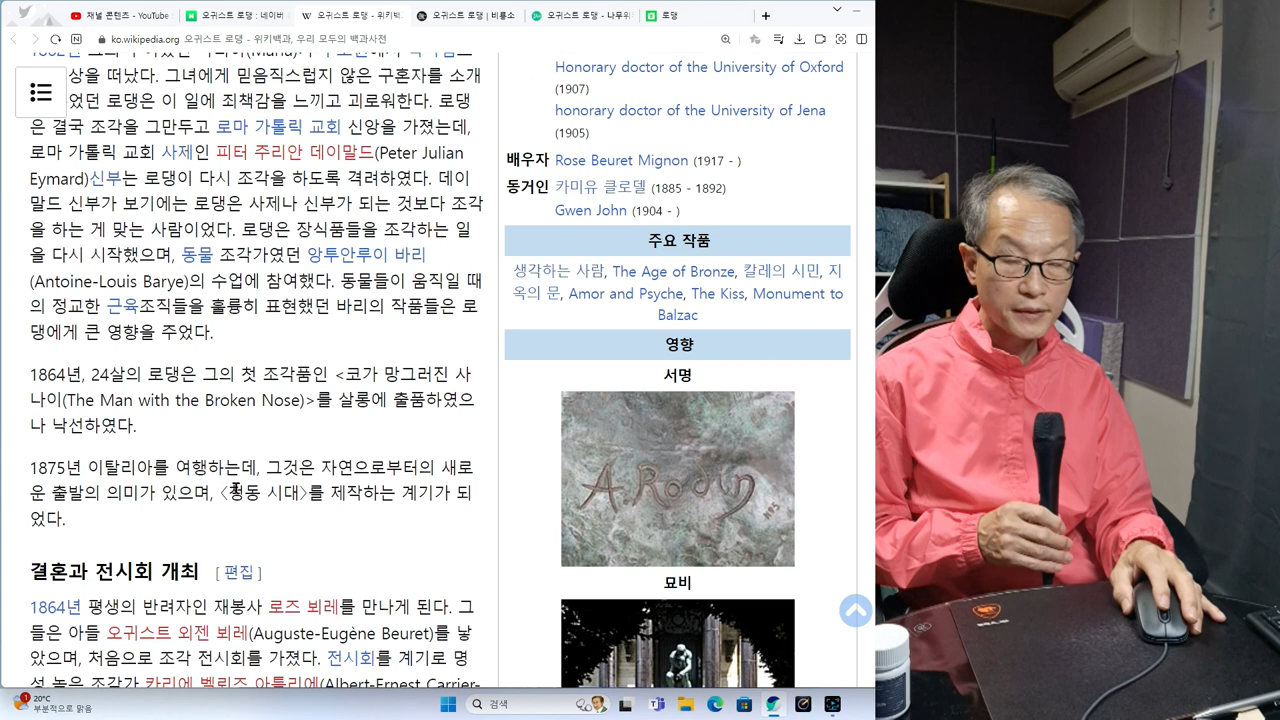 채널 콘텐츠 - YouTube
오귀스트 로댕 : 네이버
오귀스트 로댕 - 위키백
오귀스트 로댕 | 비룡소
오귀스트 로댕 - 나무위
로댕
ko.wikipedia.org 오귀스트 로댕 - 위키백과, 우리 모두의 백과사전
상을 떠났다. 그녀에게 믿음직스럽지 않은 구혼자를 소개
었던 로댕은 이 일에 죄책감을 느끼고 괴로워한다. 로댕
은 결국 조각을 그만두고 로마 가톨릭 교회 신앙을 가졌는데,
로마 가톨릭 교회 사제인 피터 주리안 데이말드(Peter Julian
Eymard)신부는 로댕이 다시 조각을 하도록 격려하였다. 데이
말드 신부가 보기에는 로댕은 사제나 신부가 되는 것보다 조각
을 하는 게 맞는 사람이었다. 로댕은 장식품들을 조각하는 일
을 다시 시작했으며, 동물 조각가였던 앙투안루이 바리
(Antoine-Louis Barye)의 수업에 참여했다. 동물들이 움직일 때
의 정교한 근육조직들을 훌륭히 표현했던 바리의 작품들은 로
댕에게 큰 영향을 주었다.
1864년, 24살의 로댕은 그의 첫 조각품인 <코가 망그러진 사
나이(The Man with the Broken Nose)>를 살롱에 출품하였으
나 낙선하였다.
1875년 이탈리아를 여행하는데, 그것은 자연으로부터의 새로
운 출발의 의미가 있으며, 〈청동 시대〉를 제작하는 계기가 되
었다.
결혼과 전시회 개최 [편집]
1864년 평생의 반려자인 재봉사 로즈 뵈레를 만나게 된다. 그
들은 아들 오귀스트 외젠 뵈레(Auguste-Eugène Beuret)를 낳
았으며, 처음으로 조각 전시회를 가졌다. 전시회를 계기로 명
성 높은 조각가 카리에 벨리즈 아틀리에(Albert-Ernest Carrier-
Honorary doctor of the University of Oxford
(1907)
honorary doctor of the University of Jena
(1905)
배우자 Rose Beuret Mignon (1917 - )
동거인 카미유 클로델 (1885 - 1892)
Gwen John (1904 - )
주요 작품
생각하는 사람, The Age of Bronze, 칼레의 시민, 지
옥의 문, Amor and Psyche, The Kiss, Monument to
Balzac
영향
서명
A Rodin
묘비
20°C
부분적으로 맑음
검색